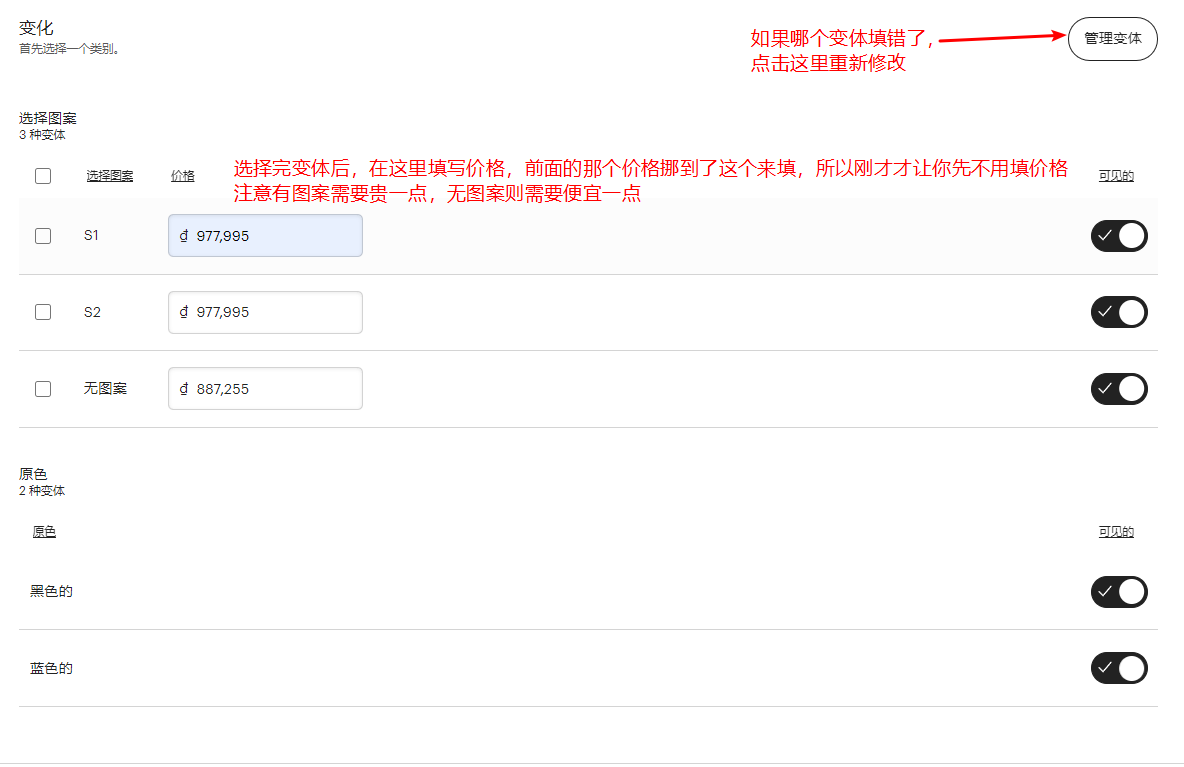 变化
首先选择一个类别。
如果哪个变体填错了,
点击这里重新修改
管理变体
选择图案
3 种变体
选择图案
价格
选择完变体后，在这里填写价格，前面的那个价格挪到了这个来填，所以刚才才让你先不用填价格
注意有图案需要贵一点，无图案则需要便宜一点
可见的
S1
₫ 977,995
S2
₫ 977,995
无图案
₫ 887,255
原色
2 种变体
原色
可见的
黑色的
蓝色的